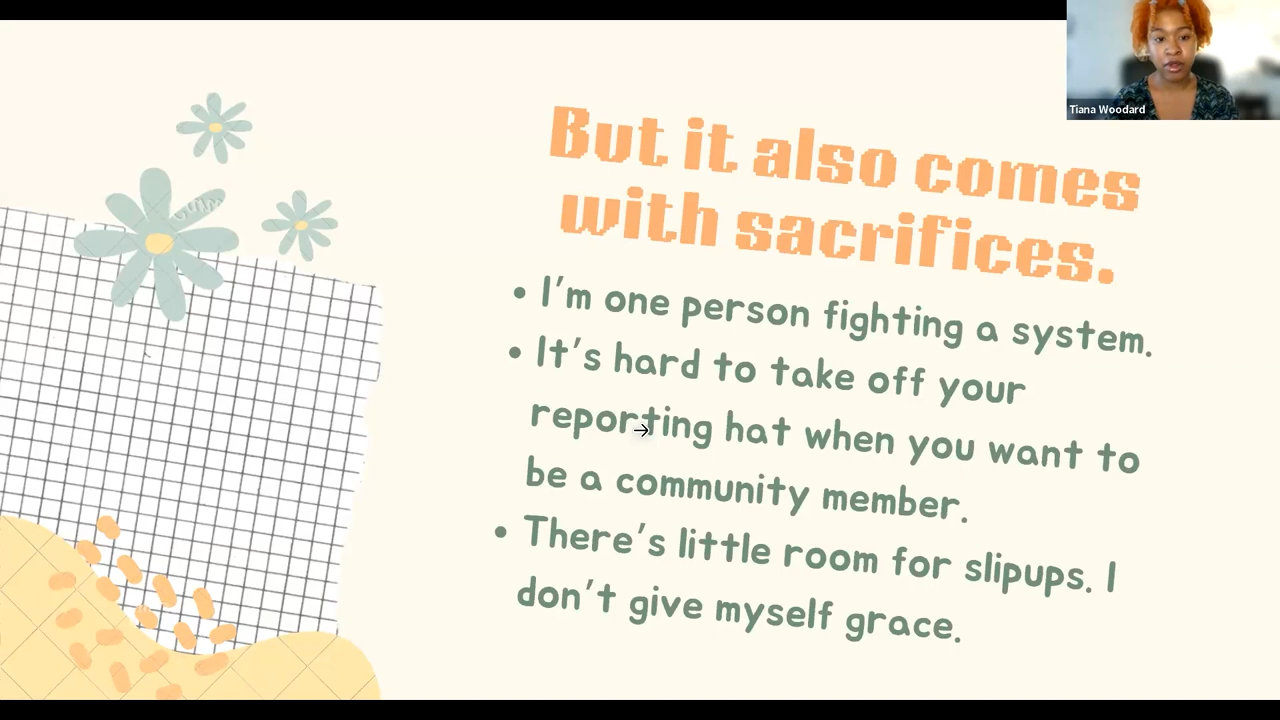 Tiana Woodard
But it also comes
with sacrifices.
• I'm one person fighting a system.
• It's hard to take off your
reporting hat when you want to
be a community member.
• There's little room for slipups. I
don't give myself grace.